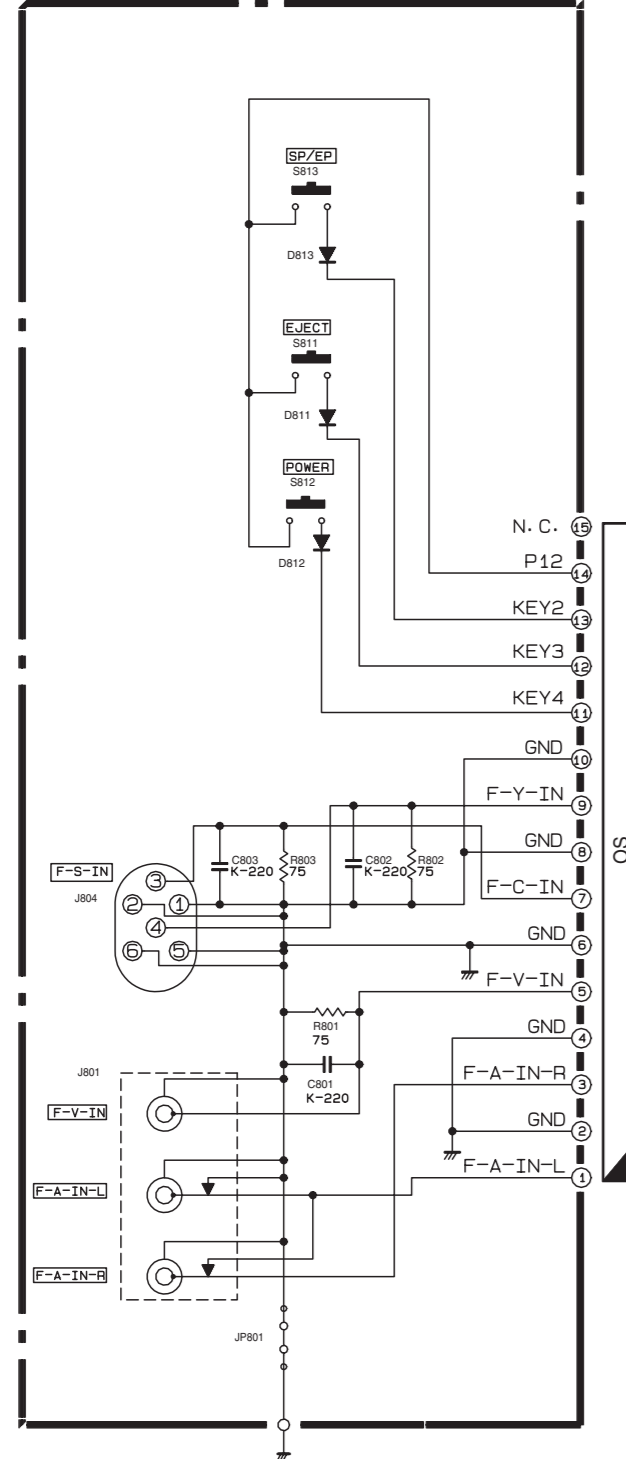 SP/EP
S813
D813
EJECT
S811
D811
POWER
S812
D812
N.C. 15
P12 14
KEY2 13
KEY3 12
KEY4 11
GND 10
F-Y-IN 9
GND 8
F-C-IN 7
GND 6
F-V-IN 5
GND 4
F-A-IN-R 3
GND 2
F-A-IN-L 1
F-S-IN
J804
3
2 1
4
6 5
C803
K-220
R803
75
C802
K-220
R802
75
R801
75
C801
K-220
J801
F-V-IN
F-A-IN-L
F-A-IN-R
JP801